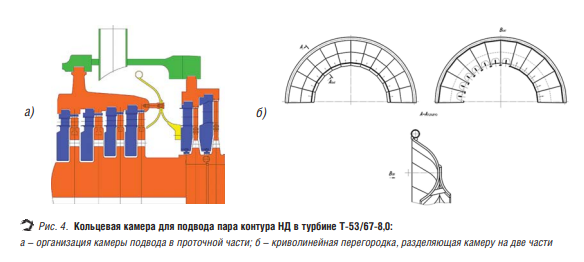 а)
б)
Рис. 4. Кольцевая камера для подвода пара контура НД в турбине Т-53/67-8,0:
а – организация камеры подвода в проточной части; б – криволинейная перегородка, разделяющая камеру на две части